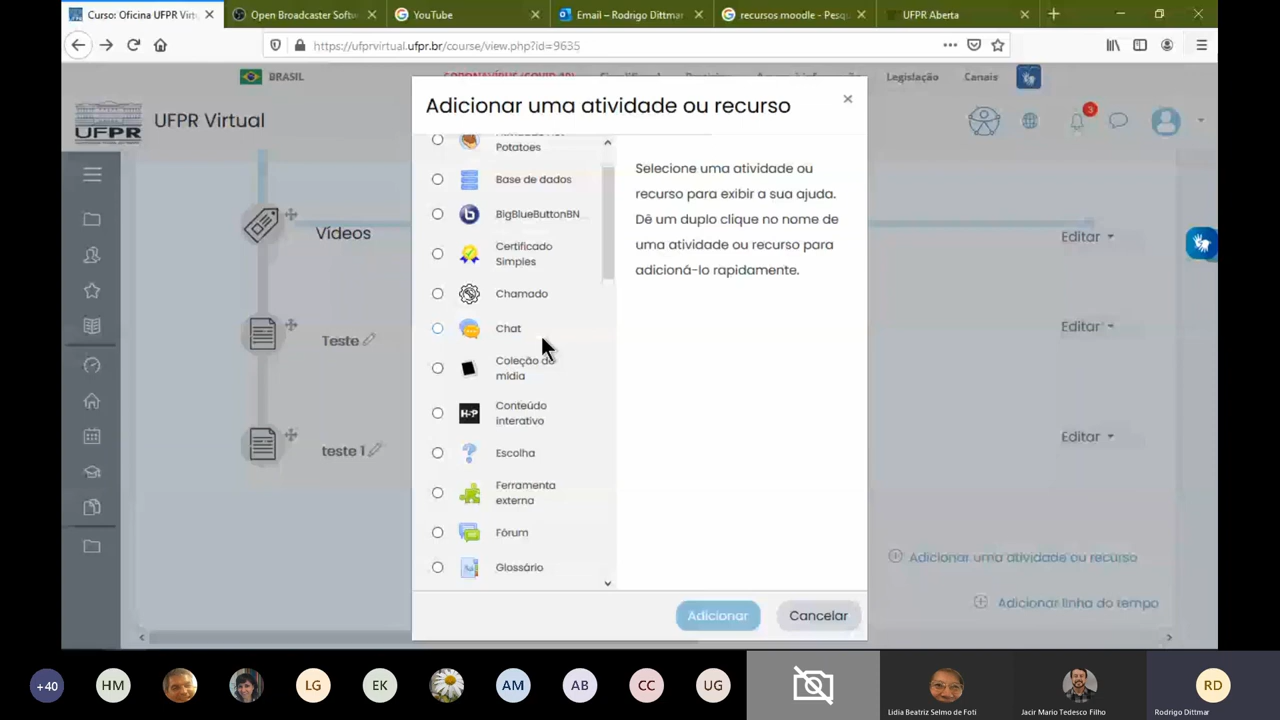 Curso: Oficina UFPR Virtu
Open Broadcaster Softw
YouTube
Email – Rodrigo Dittmar
recursos moodle - Pesqu
UFPR Aberta
https://ufprvirtual.ufpr.br/course/view.php?id=9635
BRASIL
Legislação
Canais
UFPR
UFPR Virtual
3
Adicionar uma atividade ou recurso
Potatoes
Base de dados
BigBlueButtonBN
Certificado
Simples
Chamado
Chat
Coleção de
mídia
H-P
Conteúdo
interativo
Escolha
Ferramenta
externa
Fórum
Glossário
Selecione uma atividade ou
recurso para exibir a sua ajuda.
Dê um duplo clique no nome de
uma atividade ou recurso para
adicioná-lo rapidamente.
Adicionar
Cancelar
Vídeos
Editar
Teste
Editar
teste 1
Editar
Adicionar uma atividade ou recurso
Adicionar linha do tempo
+40
HM
LG
EK
AM
AB
CC
UG
Lidia Beatriz Selmo de Foti
Jacir Mario Tedesco Filho
RD
Rodrigo Dittmar